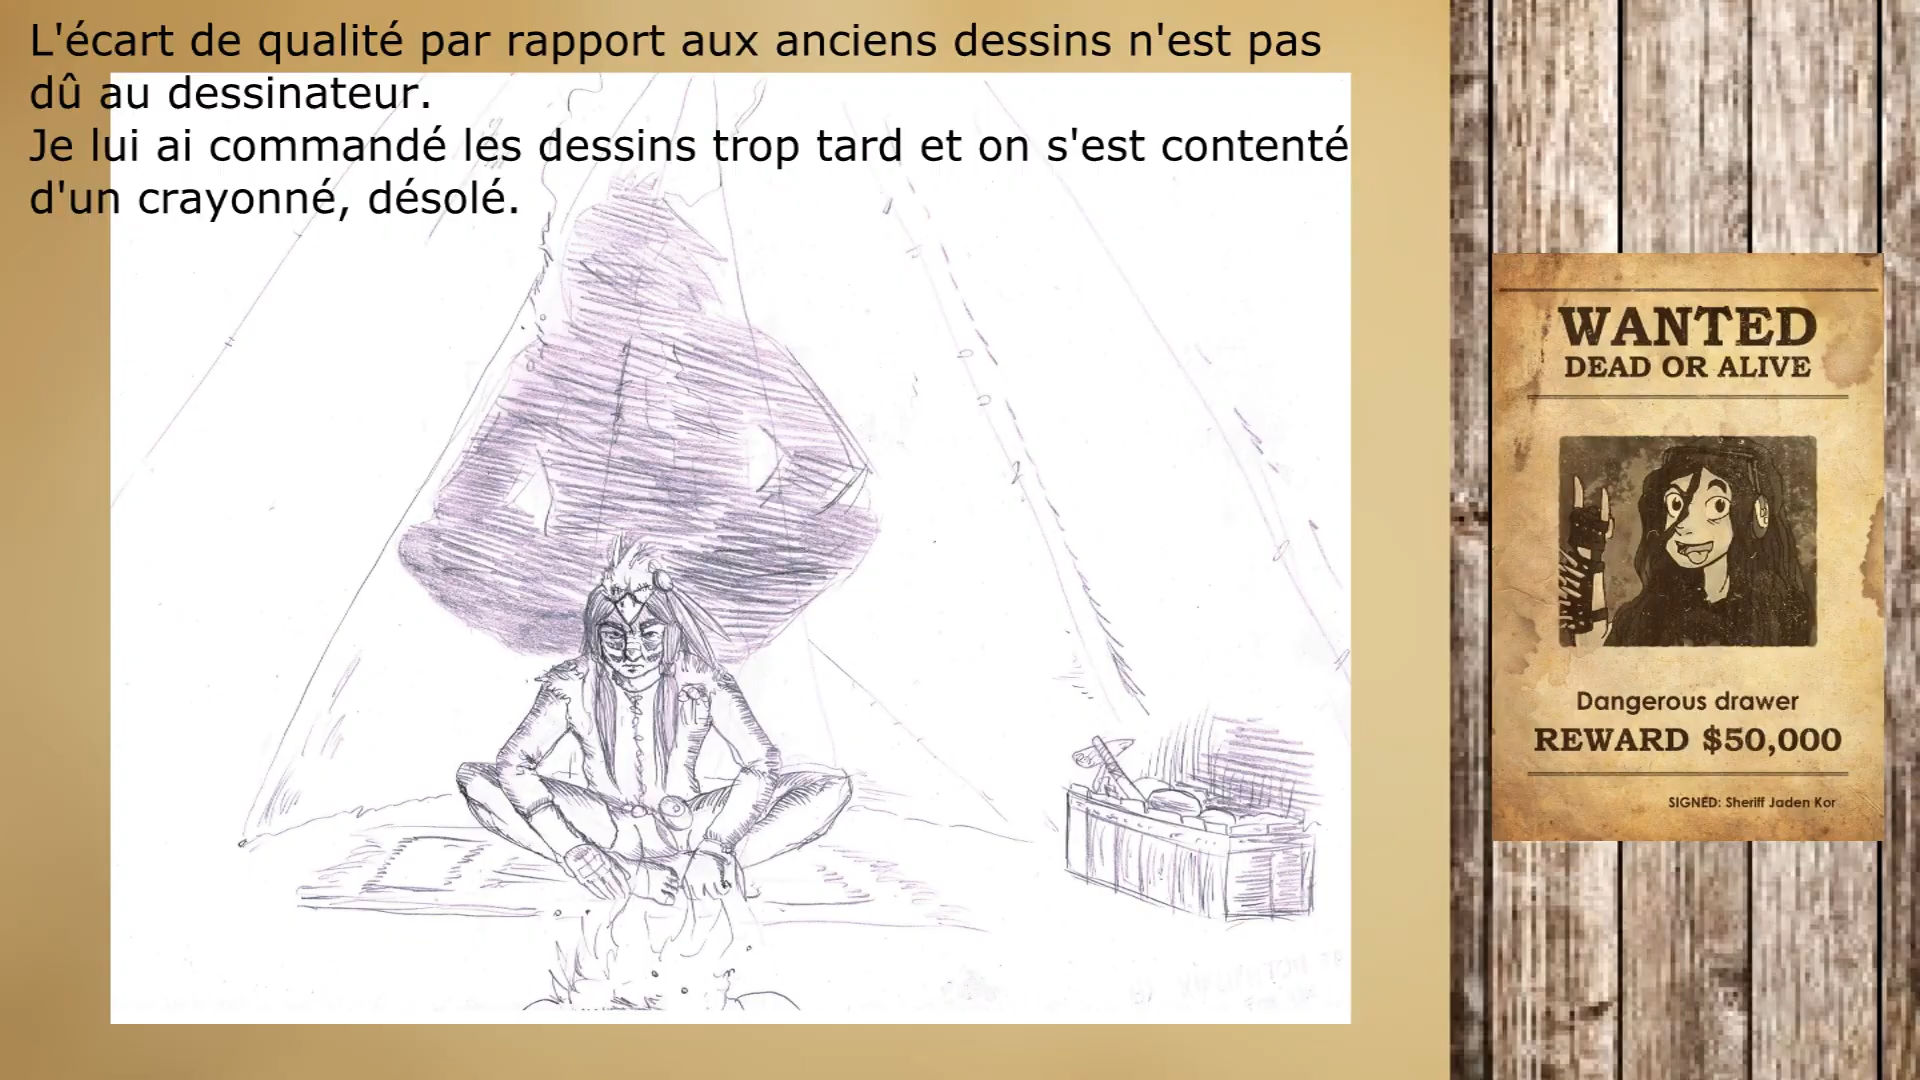 L'écart de qualité par rapport aux anciens dessins n'est pas
dû au dessinateur.
Je lui ai commandé les dessins trop tard et on s'est contenté
d'un crayonné, désolé.
WANTED
DEAD OR ALIVE
Dangerous drawer
REWARD $50,000
SIGNED: Sheriff Jaden Kor